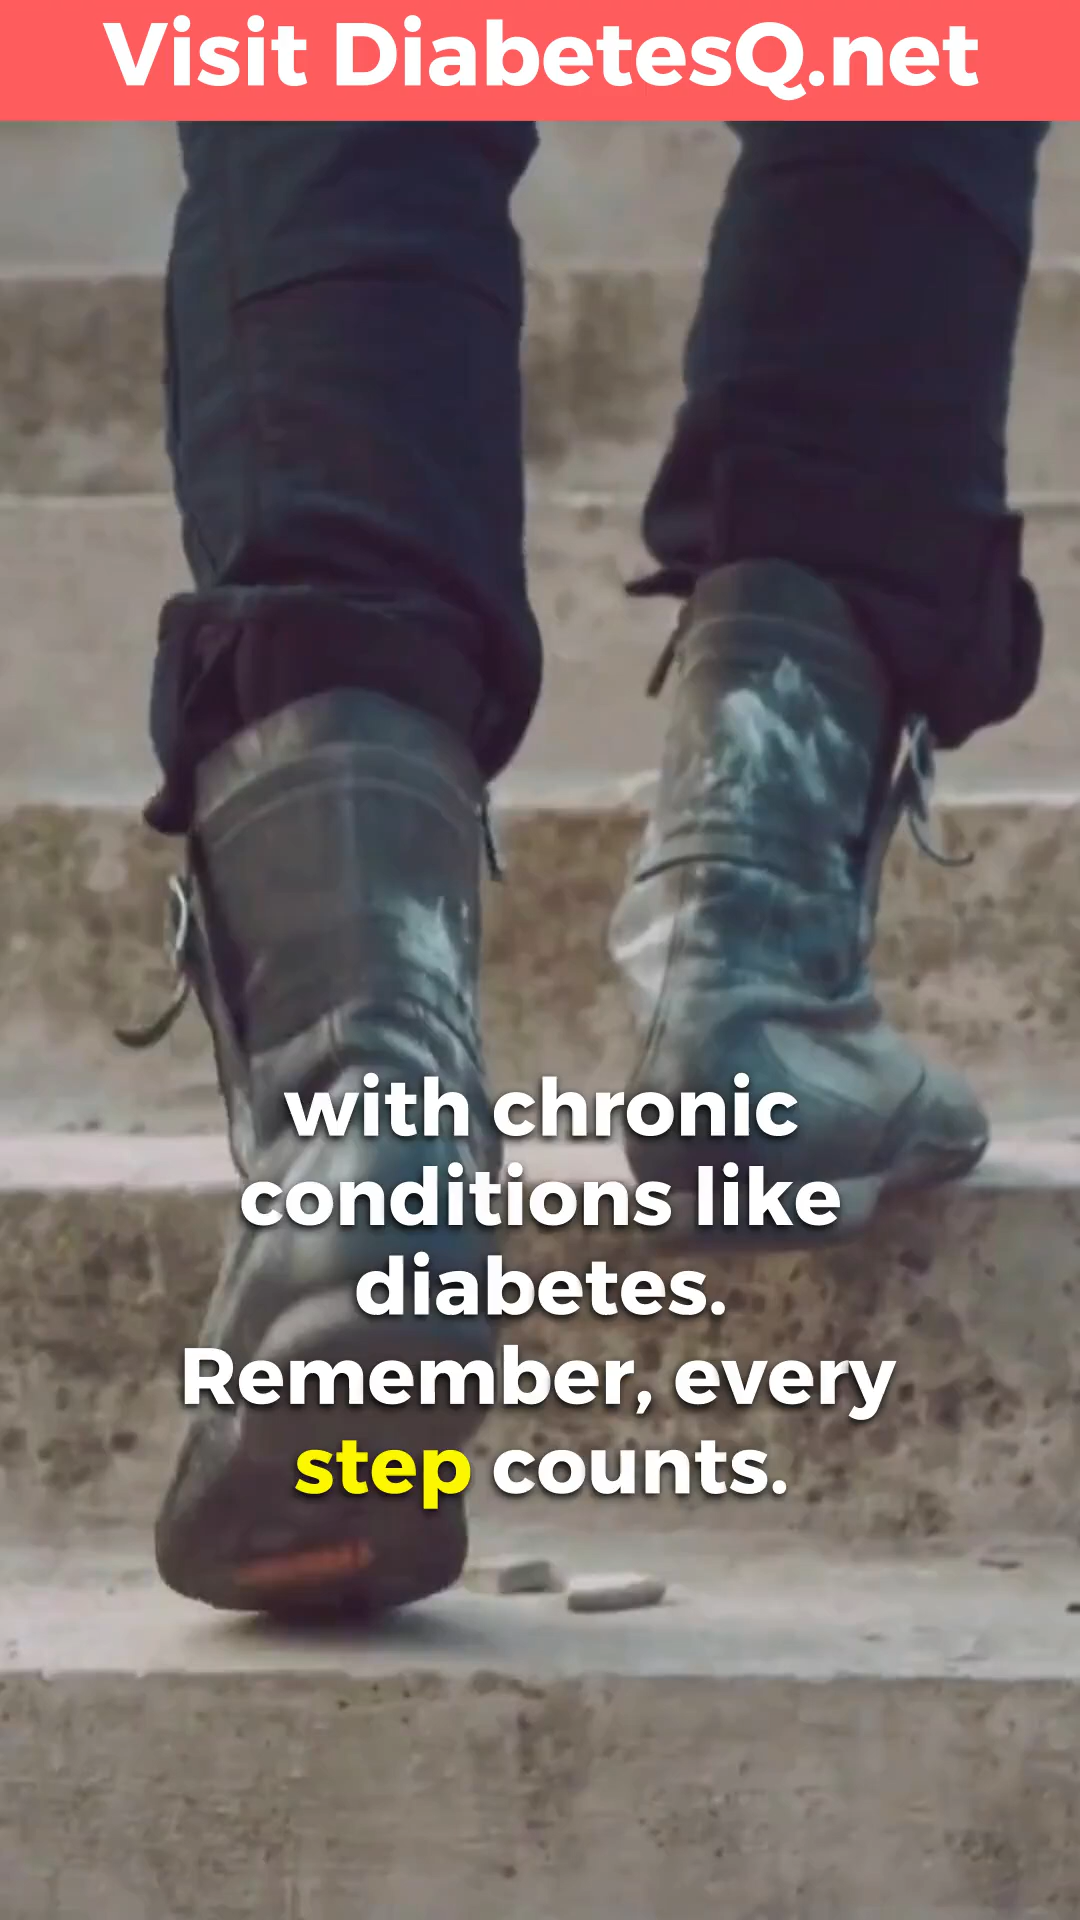 Visit DiabetesQ.net
with chronic
conditions like
diabetes.
Remember, every
step counts.